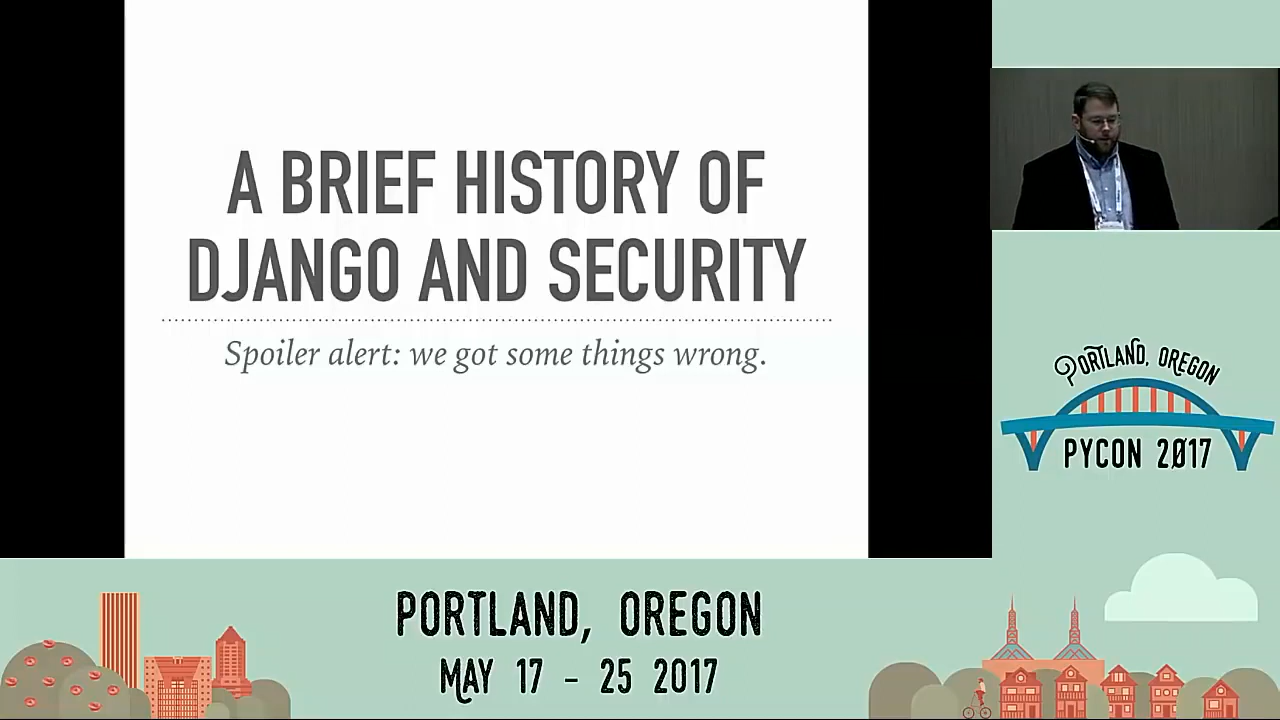 A BRIEF HISTORY OF
DJANGO AND SECURITY
Spoiler alert: we got some things wrong.
PORTLAND, OREGON
PYCON 2017
PORTLAND, OREGON
MAY 17 - 25 2017